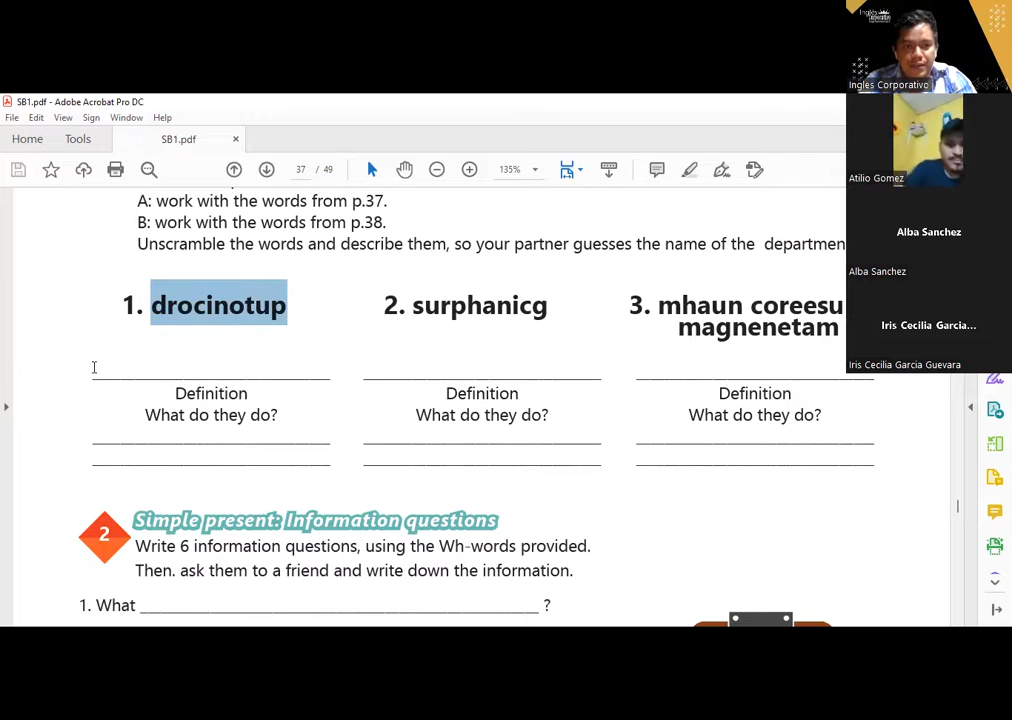 Inglés
Corporativo
Ingles Corporativo
SB1.pdf - Adobe Acrobat Pro DC
File Edit View Sign Window Help
Home Tools SB1.pdf ×
37 / 49 135%
Atilio Gomez
A: work with the words from p.37.
B: work with the words from p.38.
Unscramble the words and describe them, so your partner guesses the name of the departmen
Alba Sanchez
Alba Sanchez
1. drocinotup 2. surphanicg 3. mhaun coreesu
magnenetam
Iris Cecilia Garcia...
Iris Cecilia Garcia Guevara
Definition Definition Definition
What do they do? What do they do? What do they do?
2 Simple present: Information questions
Write 6 information questions, using the Wh-words provided.
Then. ask them to a friend and write down the information.
1. What ________________________________________ ?